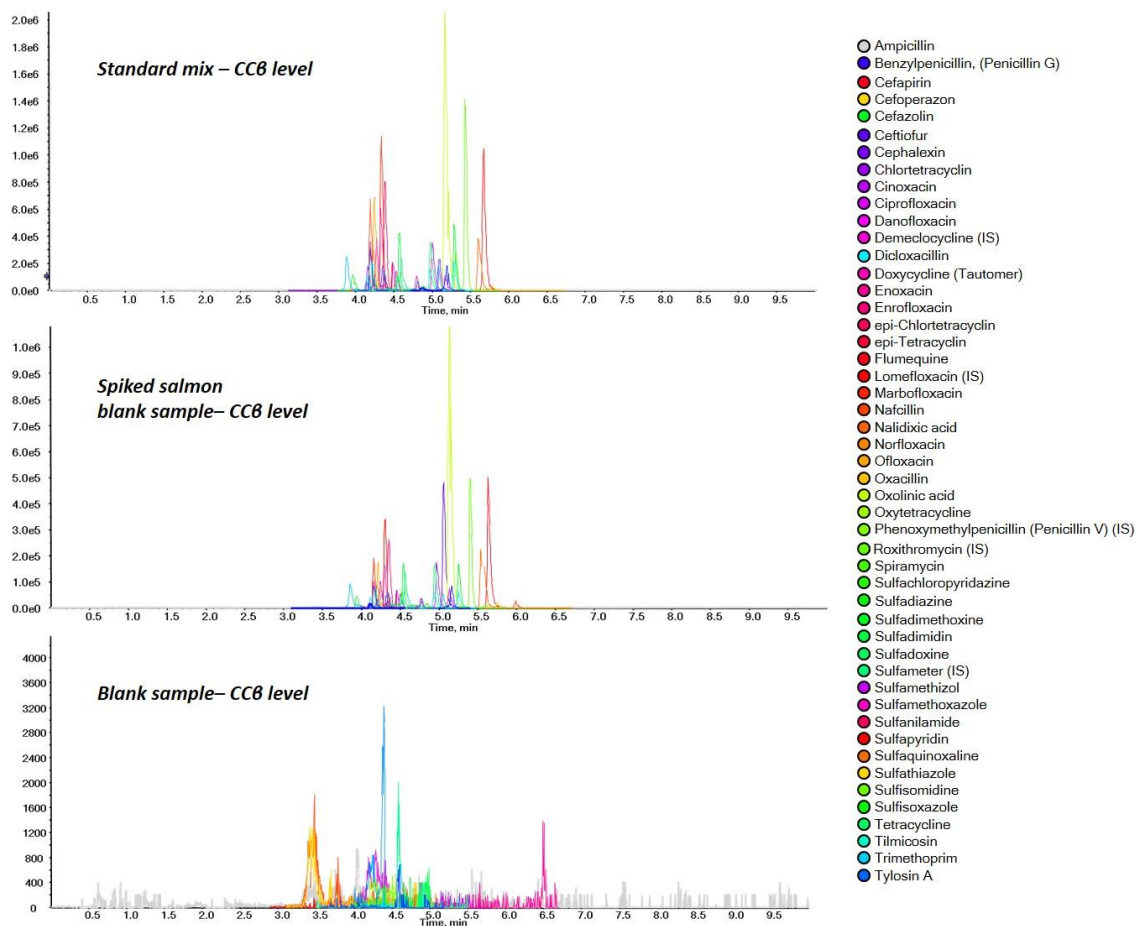 2.0e6
1.8e6
1.6e6
1.4e6
1.2e6
1.0e6
8.0e5
6.0e5
4.0e5
2.0e5
0.0e0
Standard mix – CCβ level
0.5 1.0 1.5 2.0 2.5 3.0 3.5 4.0 4.5 5.0 5.5 6.0 6.5 7.0 7.5 8.0 8.5 9.0 9.5
Time, min
1.0e6
9.0e5
8.0e5
7.0e5
6.0e5
5.0e5
4.0e5
3.0e5
2.0e5
1.0e5
0.0e0
Spiked salmon
blank sample– CCβ level
0.5 1.0 1.5 2.0 2.5 3.0 3.5 4.0 4.5 5.0 5.5 6.0 6.5 7.0 7.5 8.0 8.5 9.0 9.5
Time, min
4000
3600
3200
2800
2400
2000
1600
1200
800
400
0
Blank sample– CCβ level
0.5 1.0 1.5 2.0 2.5 3.0 3.5 4.0 4.5 5.0 5.5 6.0 6.5 7.0 7.5 8.0 8.5 9.0 9.5
Time, min
Ampicillin
Benzylpenicillin, (Penicillin G)
Cefapirin
Cefoperazon
Cefazolin
Ceftiofur
Cephalexin
Chlortetracyclin
Cinoxacin
Ciprofloxacin
Danofloxacin
Demeclocycline (IS)
Dicloxacillin
Doxycycline (Tautomer)
Enoxacin
Enrofloxacin
epi-Chlortetracyclin
epi-Tetracyclin
Flumequine
Lomefloxacin (IS)
Marbofloxacin
Nafcillin
Nalidixic acid
Norfloxacin
Ofloxacin
Oxacillin
Oxolinic acid
Oxytetracycline
Phenoxymethylpenicillin (Penicillin V) (IS)
Roxithromycin (IS)
Spiramycin
Sulfachloropyridazine
Sulfadiazine
Sulfadimethoxine
Sulfadimidin
Sulfadoxine
Sulfameter (IS)
Sulfamethizol
Sulfamethoxazole
Sulfanilamide
Sulfapyridin
Sulfaquinoxaline
Sulfathiazole
Sulfisomidine
Sulfisoxazole
Tetracycline
Tilmicosin
Trimethoprim
Tylosin A